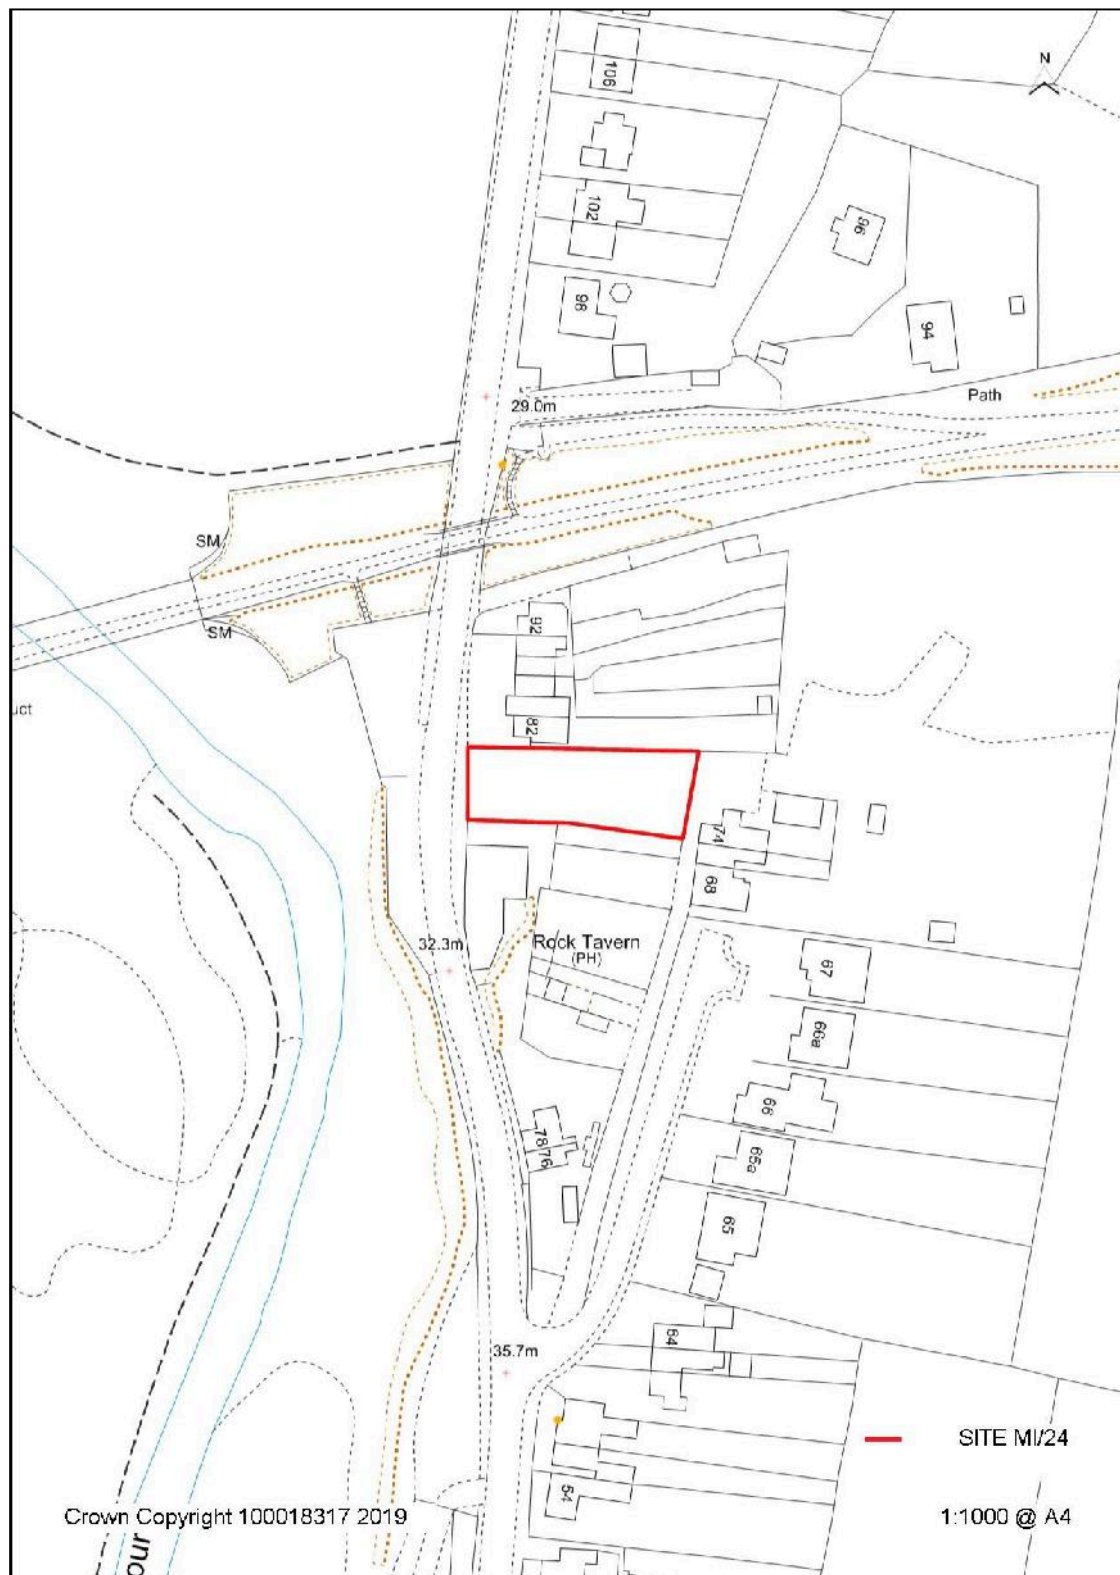 N
106
102
96
98
94
29.0m
Path
SM
SM
92
uct
82
74
68
32.3m
Rock Tavern
(PH)
67
66a
66
78
76
65a
65
64
35.7m
SITE MI/24
54
Crown Copyright 100018317 2019
1:1000 @ A4
our